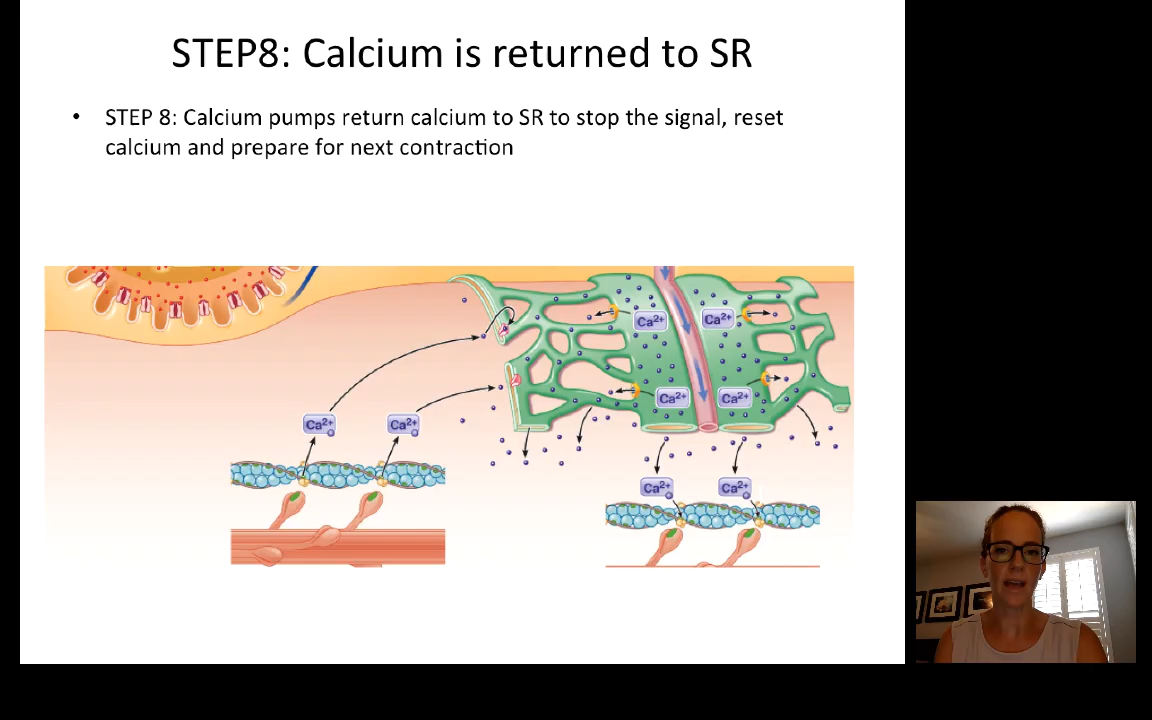 STEP8: Calcium is returned to SR
• STEP 8: Calcium pumps return calcium to SR to stop the signal, reset
calcium and prepare for next contraction
Ca2+
Ca2+
Ca2+
Ca2+
Ca2+
Ca2+
Ca2+
Ca2+